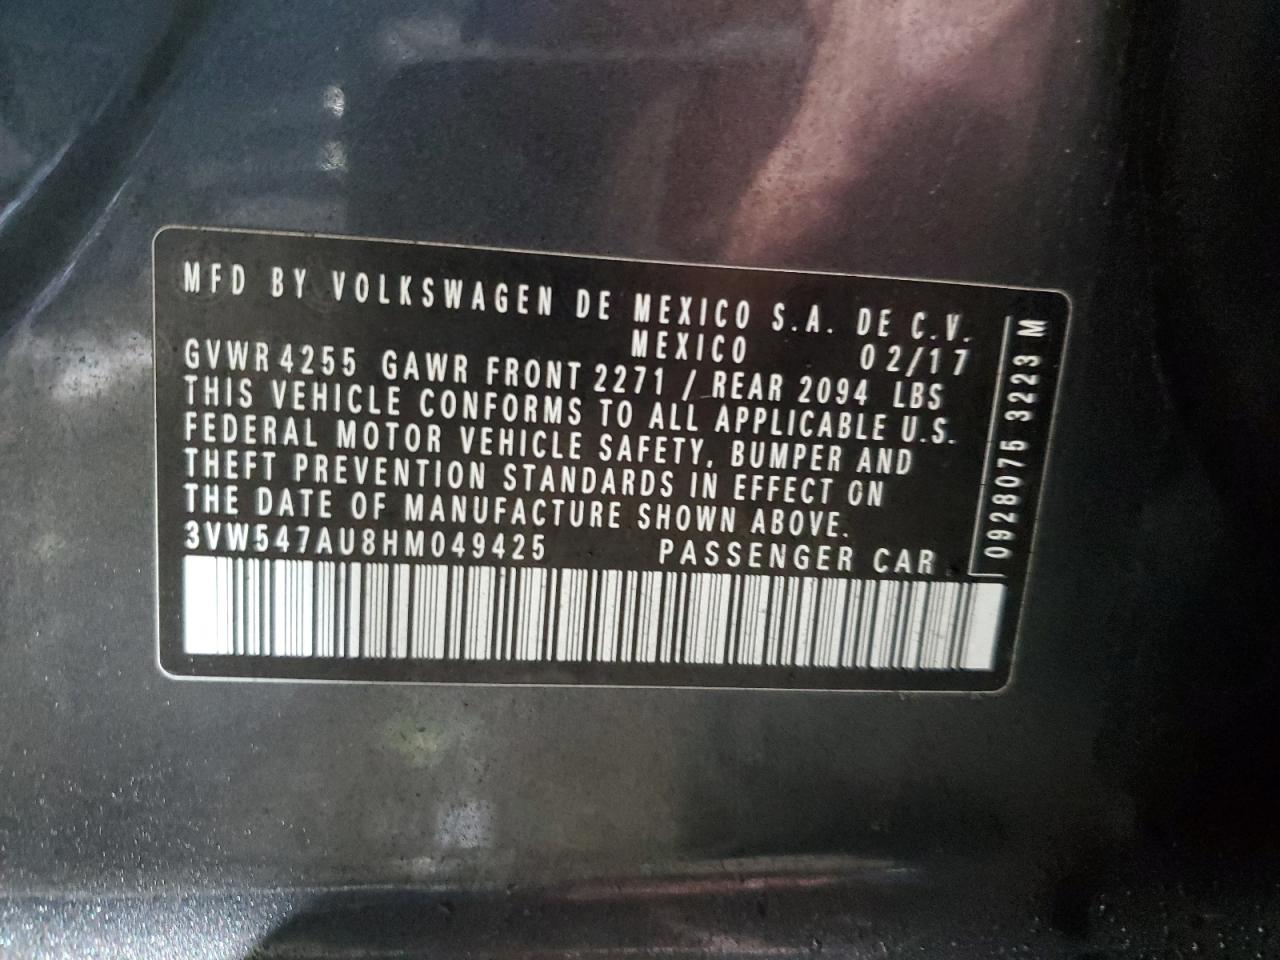 MFD BY VOLKSWAGEN DE MEXICO S.A. DE C.V.
MEXICO 02/17
GVWR 4255 GAWR FRONT 2271 / REAR 2094 LBS
THIS VEHICLE CONFORMS TO ALL APPLICABLE U.S.
FEDERAL MOTOR VEHICLE SAFETY, BUMPER AND
THEFT PREVENTION STANDARDS IN EFFECT ON
THE DATE OF MANUFACTURE SHOWN ABOVE.
3VW547AU8HM049425 PASSENGER CAR
0928075 3223 M